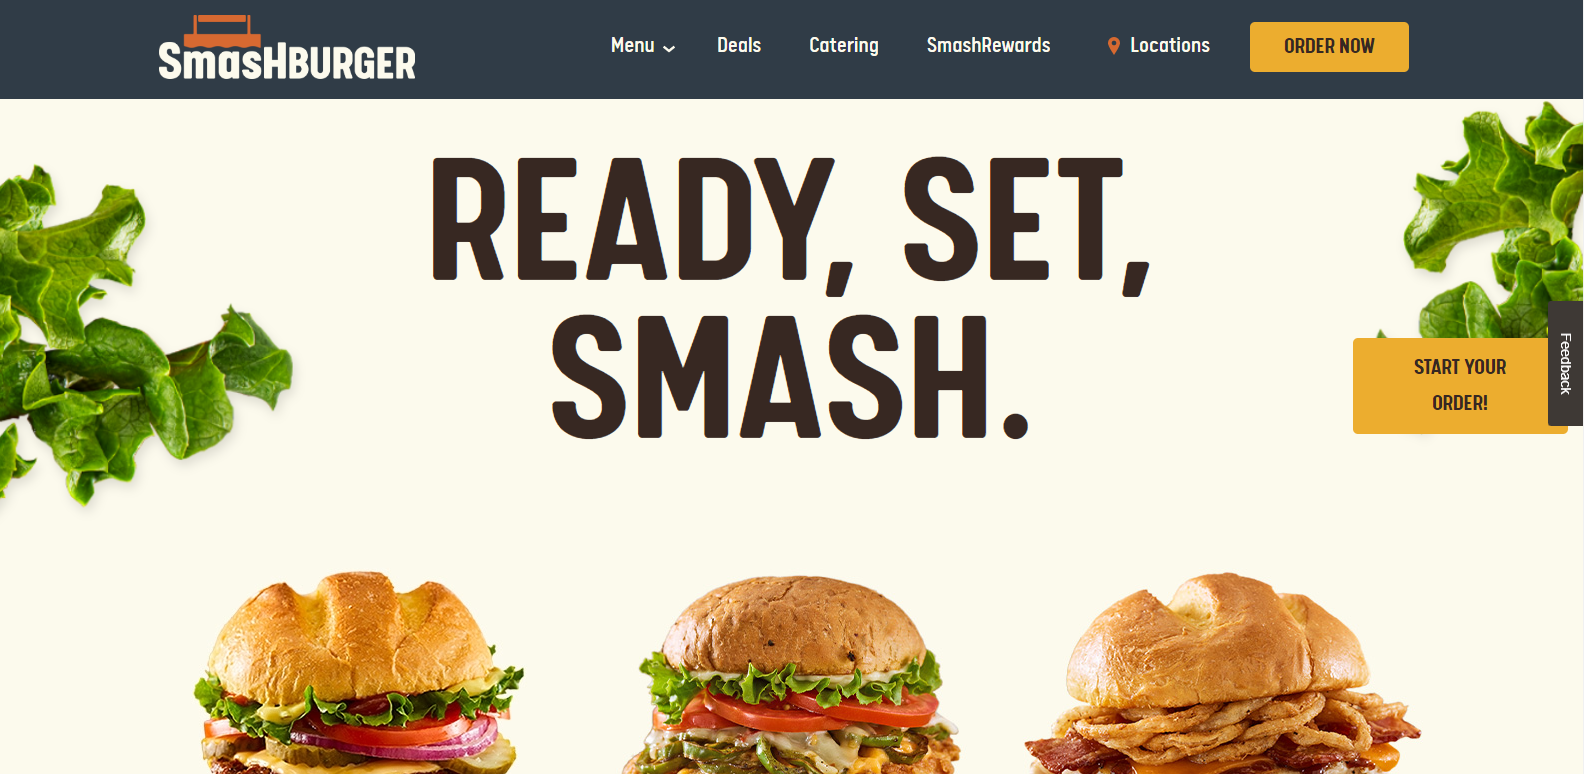 SmasHBURGER
Menu
Deals
Catering
SmashRewards
Locations
ORDER NOW
READY, SET,
SMASH.
START YOUR
ORDER!
Feedback